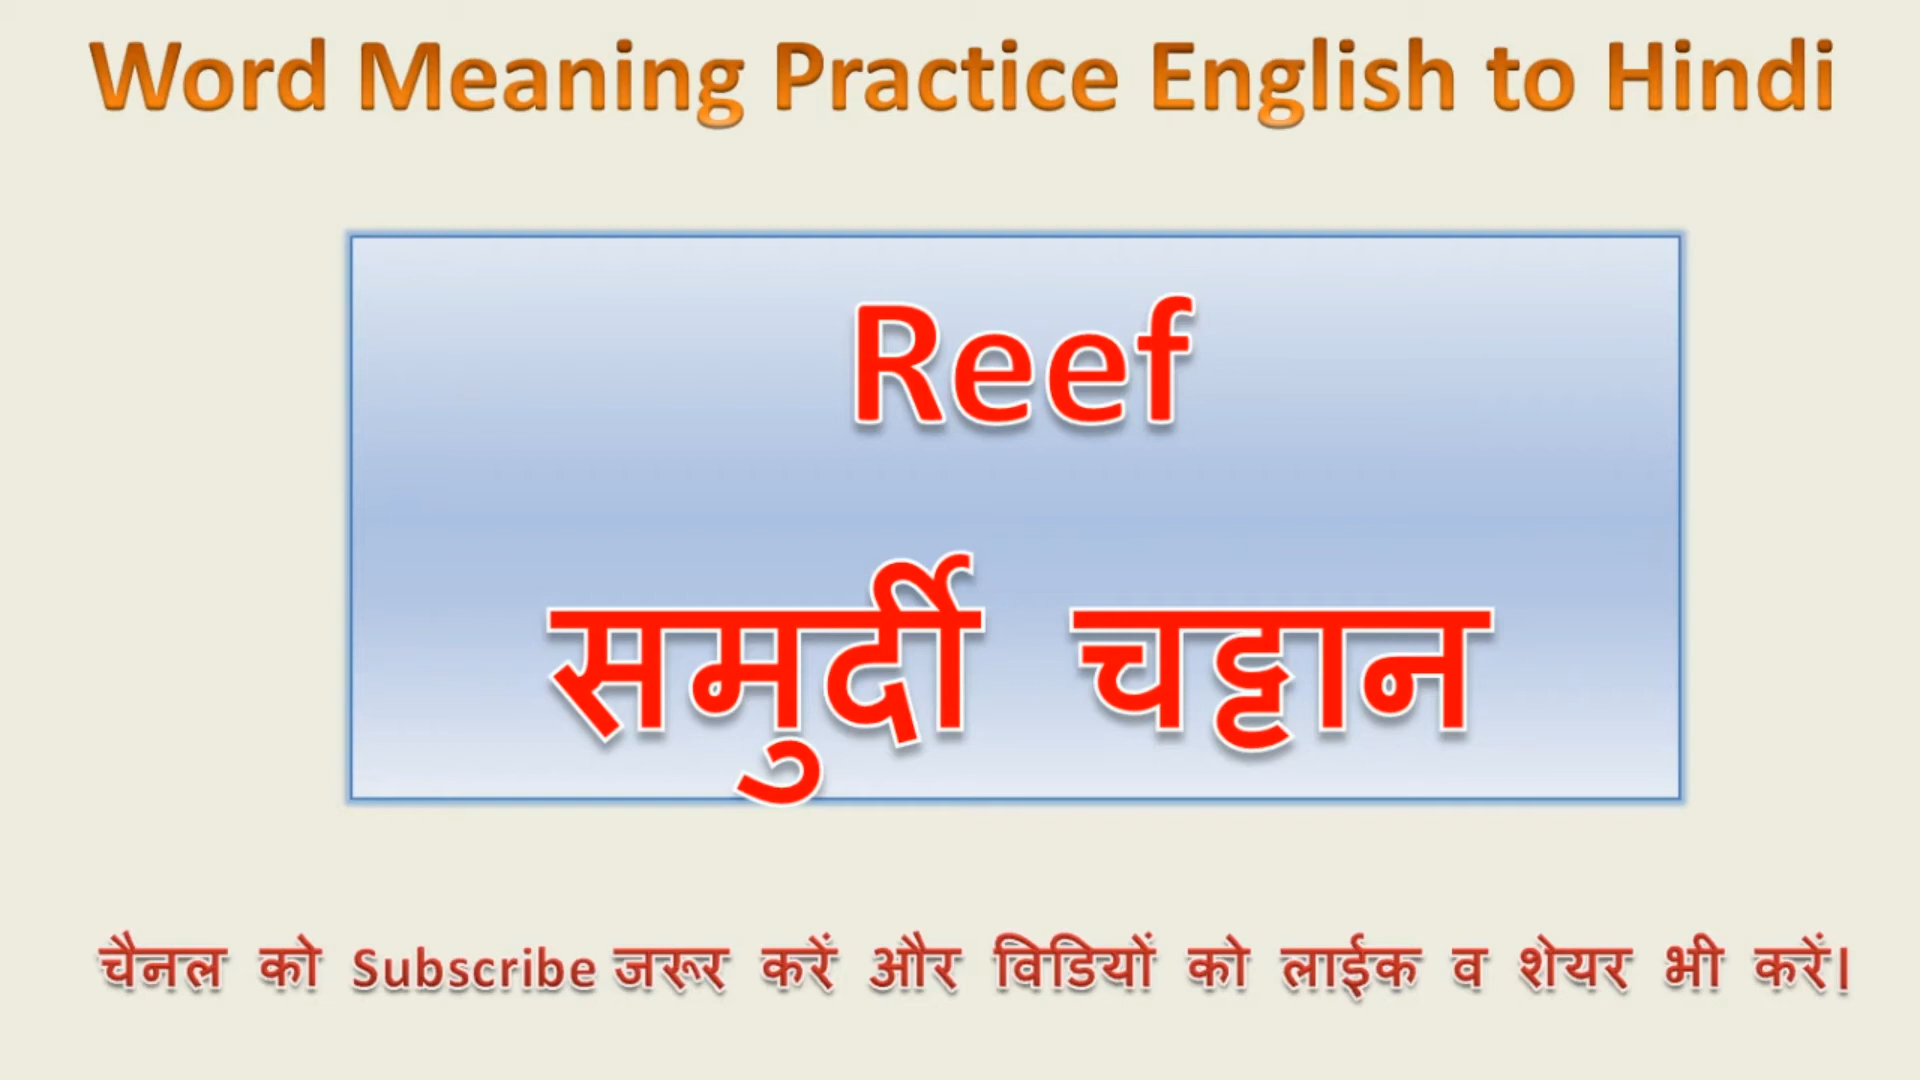 Word Meaning Practice English to Hindi
Reef
समुर्दी चट्टान
चैनल को Subscribe जरूर करें और विडियों को लाईक व शेयर भी करें।